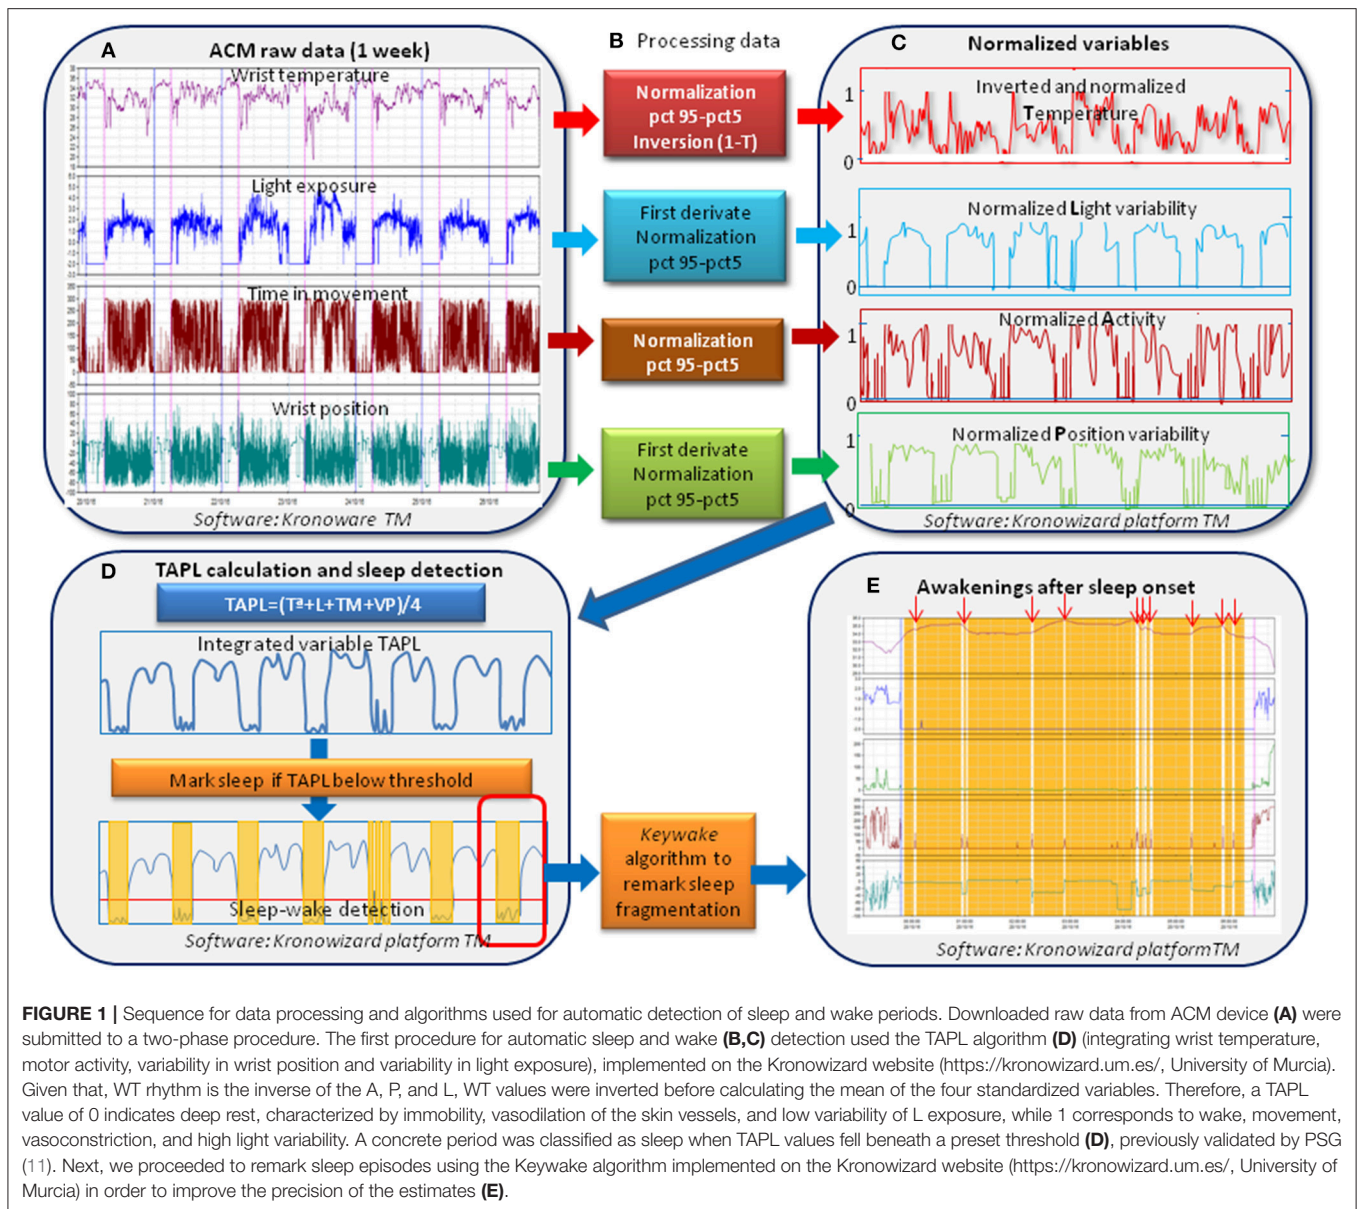 A
ACM raw data (1 week)
Wrist temperature
Light exposure
Time in movement
Wrist position
Software: Kronoware TM
B Processing data
Normalization
pct 95-pct5
Inversion (1-T)
First derivate
Normalization
pct 95-pct5
Normalization
pct 95-pct5
First derivate
Normalization
pct 95-pct5
C
Normalized variables
Inverted and normalized
Temperature
1
0
Normalized Light variability
1
0
Normalized Activity
1
0
Normalized Position variability
1
0
Software: Kronowizard platform TM
D
TAPL calculation and sleep detection
TAPL=(Tª+L+TM+VP)/4
Integrated variable TAPL
Mark sleep if TAPL below threshold
Sleep-wake detection
Software: Kronowizard platform TM
Keywake
algorithm to
remark sleep
fragmentation
E
Awakenings after sleep onset
Software: Kronowizard platform TM
FIGURE 1 | Sequence for data processing and algorithms used for automatic detection of sleep and wake periods. Downloaded raw data from ACM device (A) were
submitted to a two-phase procedure. The first procedure for automatic sleep and wake (B,C) detection used the TAPL algorithm (D) (integrating wrist temperature,
motor activity, variability in wrist position and variability in light exposure), implemented on the Kronowizard website (https://kronowizard.um.es/, University of Murcia).
Given that, WT rhythm is the inverse of the A, P, and L, WT values were inverted before calculating the mean of the four standardized variables. Therefore, a TAPL
value of 0 indicates deep rest, characterized by immobility, vasodilation of the skin vessels, and low variability of L exposure, while 1 corresponds to wake, movement,
vasoconstriction, and high light variability. A concrete period was classified as sleep when TAPL values fell beneath a preset threshold (D), previously validated by PSG
(11). Next, we proceeded to remark sleep episodes using the Keywake algorithm implemented on the Kronowizard website (https://kronowizard.um.es/, University of
Murcia) in order to improve the precision of the estimates (E).